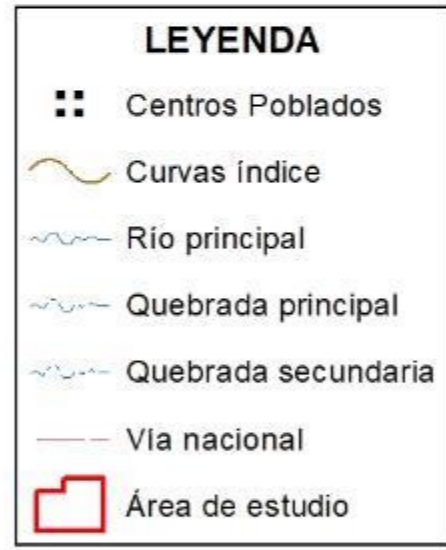 LEYENDA
Centros Poblados
Curvas índice
Río principal
Quebrada principal
Quebrada secundaria
Vía nacional
Área de estudio